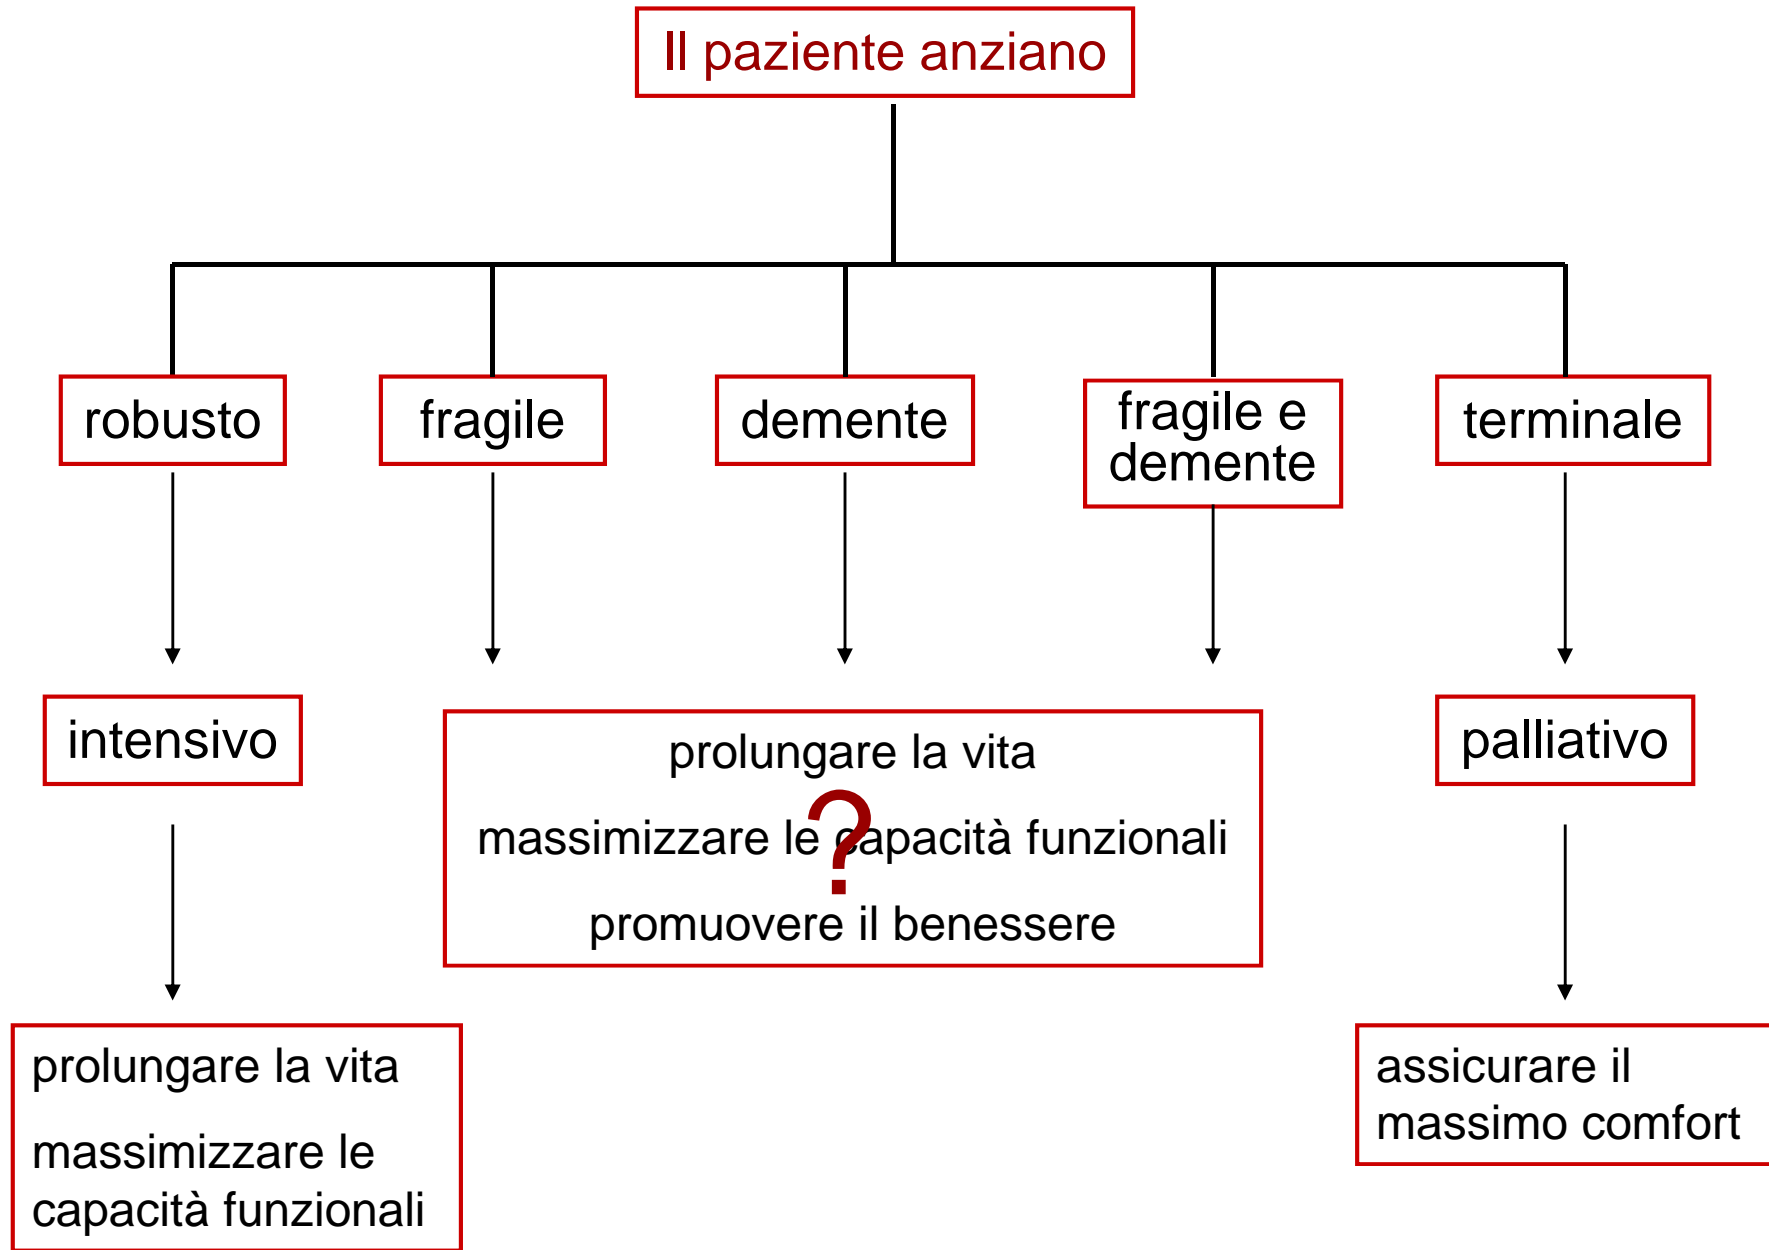 Il paziente anziano
robusto
fragile
demente
fragile e
demente
terminale
intensivo
prolungare la vita
massimizzare le capacità funzionali
?
promuovere il benessere
palliativo
prolungare la vita
massimizzare le
capacità funzionali
assicurare il
massimo comfort